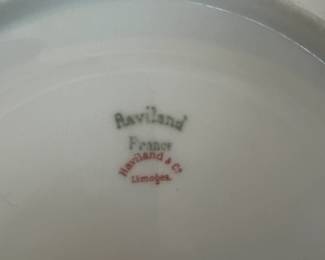 Haviland
France
Haviland & Co
Limoges.